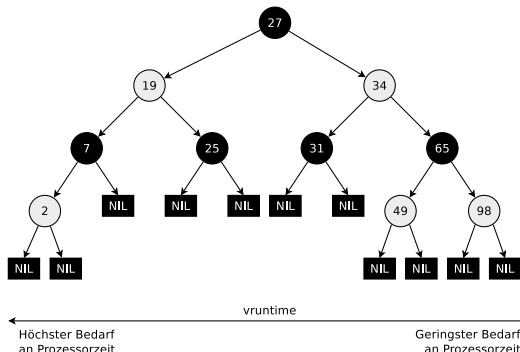 27
19 34
7 25 31 65
2 NIL NIL NIL NIL NIL 49 98
NIL NIL NIL NIL NIL NIL
vruntime
Höchster Bedarf
an Prozessorzeit
Geringster Bedarf
an Prozessorzeit